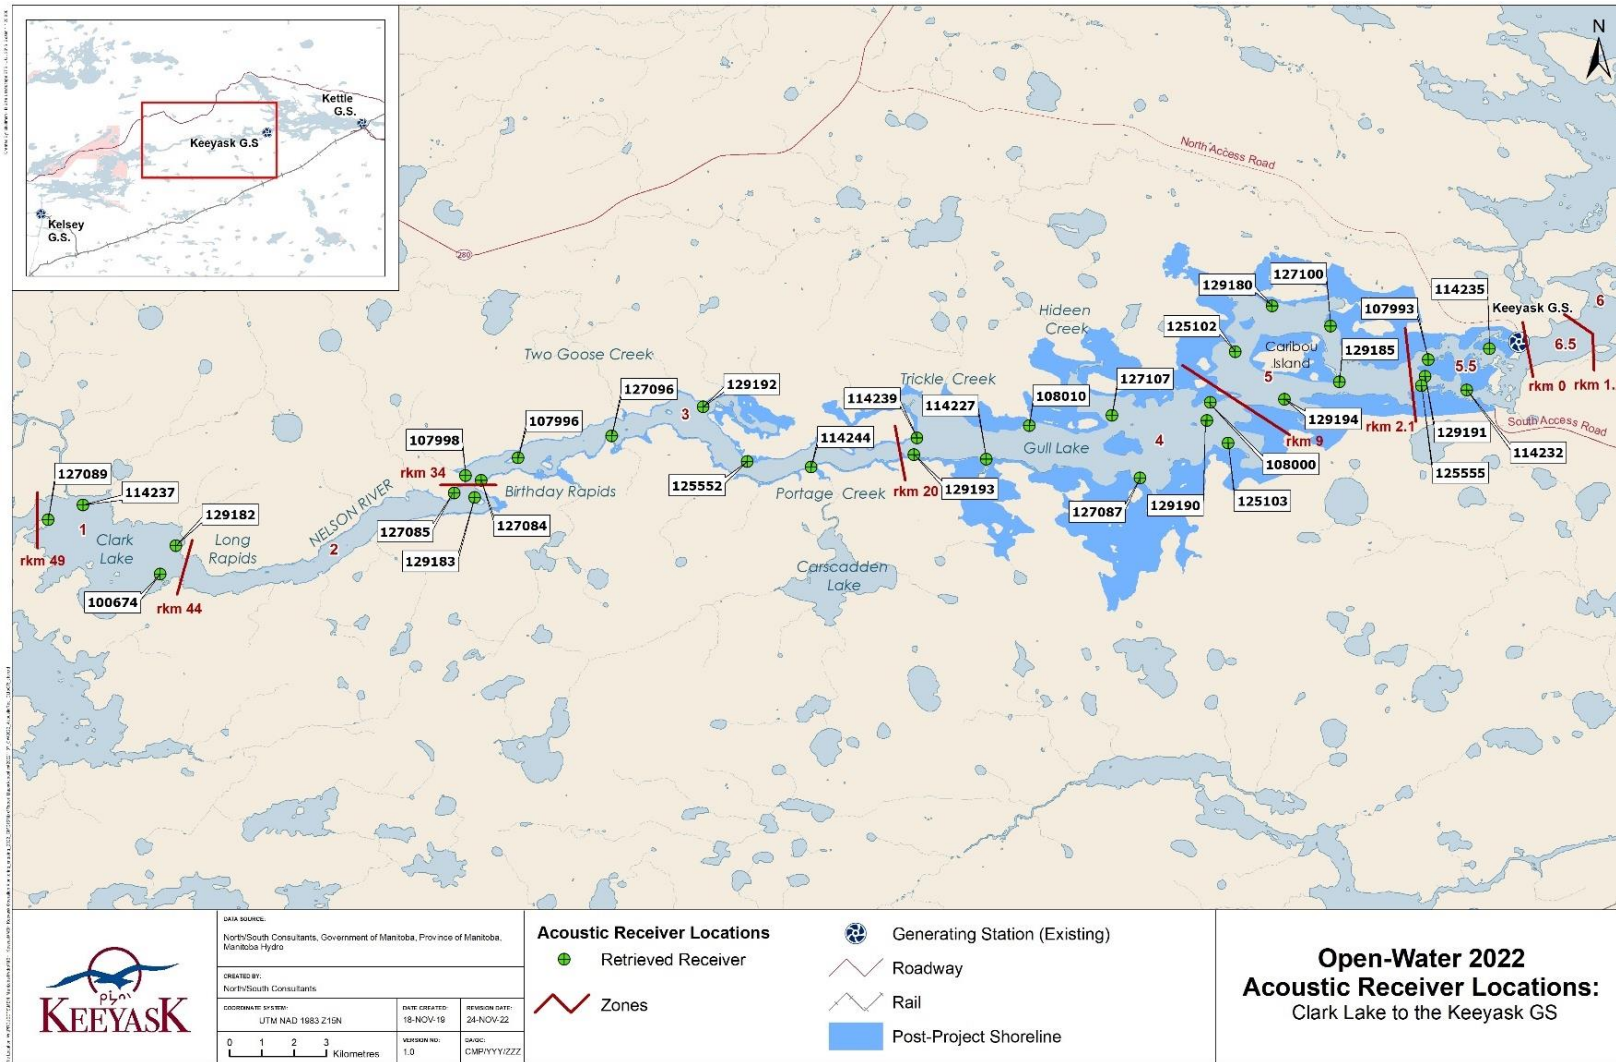 Kettle
G.S.
Keeyask G.S
Kelsey
G.S.
N
280
North Access Road
127100
129180
114235
107993
Keeyask G.S.
6
Hideen
Creek
125102
129185
Caribou
Island
6.5
5.5
5
rkm 0
rkm 1.
Two Goose Creek
127096
129192
Trickle Creek
127107
114239
114227
108010
129194
rkm 2.1
South Access Road
3
107996
107998
114244
Gull Lake
4
rkm 9
129191
114232
rkm 34
125552
rkm 20
129193
108000
125555
Birthday Rapids
Portage Creek
125103
127089
114237
NELSON RIVER
127085
127084
127087
129190
129182
1
Clark
Lake
Long
Rapids
2
129183
rkm 49
Carscadden
Lake
100674
rkm 44
KEEYASK
DATA SOURCE:
North/South Consultants, Government of Manitoba, Province of Manitoba,
Manitoba Hydro
CREATED BY:
North/South Consultants
COORDINATE SYSTEM:
UTM NAD 1983 Z15N
DATE CREATED:
18-NOV-19
REVISION DATE:
24-NOV-22
0 1 2 3
Kilometres
VERSION NO:
1.0
QA/QC:
CMP/YYY/ZZZ
Acoustic Receiver Locations
Retrieved Receiver
Zones
Generating Station (Existing)
Roadway
Rail
Post-Project Shoreline
Open-Water 2022
Acoustic Receiver Locations:
Clark Lake to the Keeyask GS